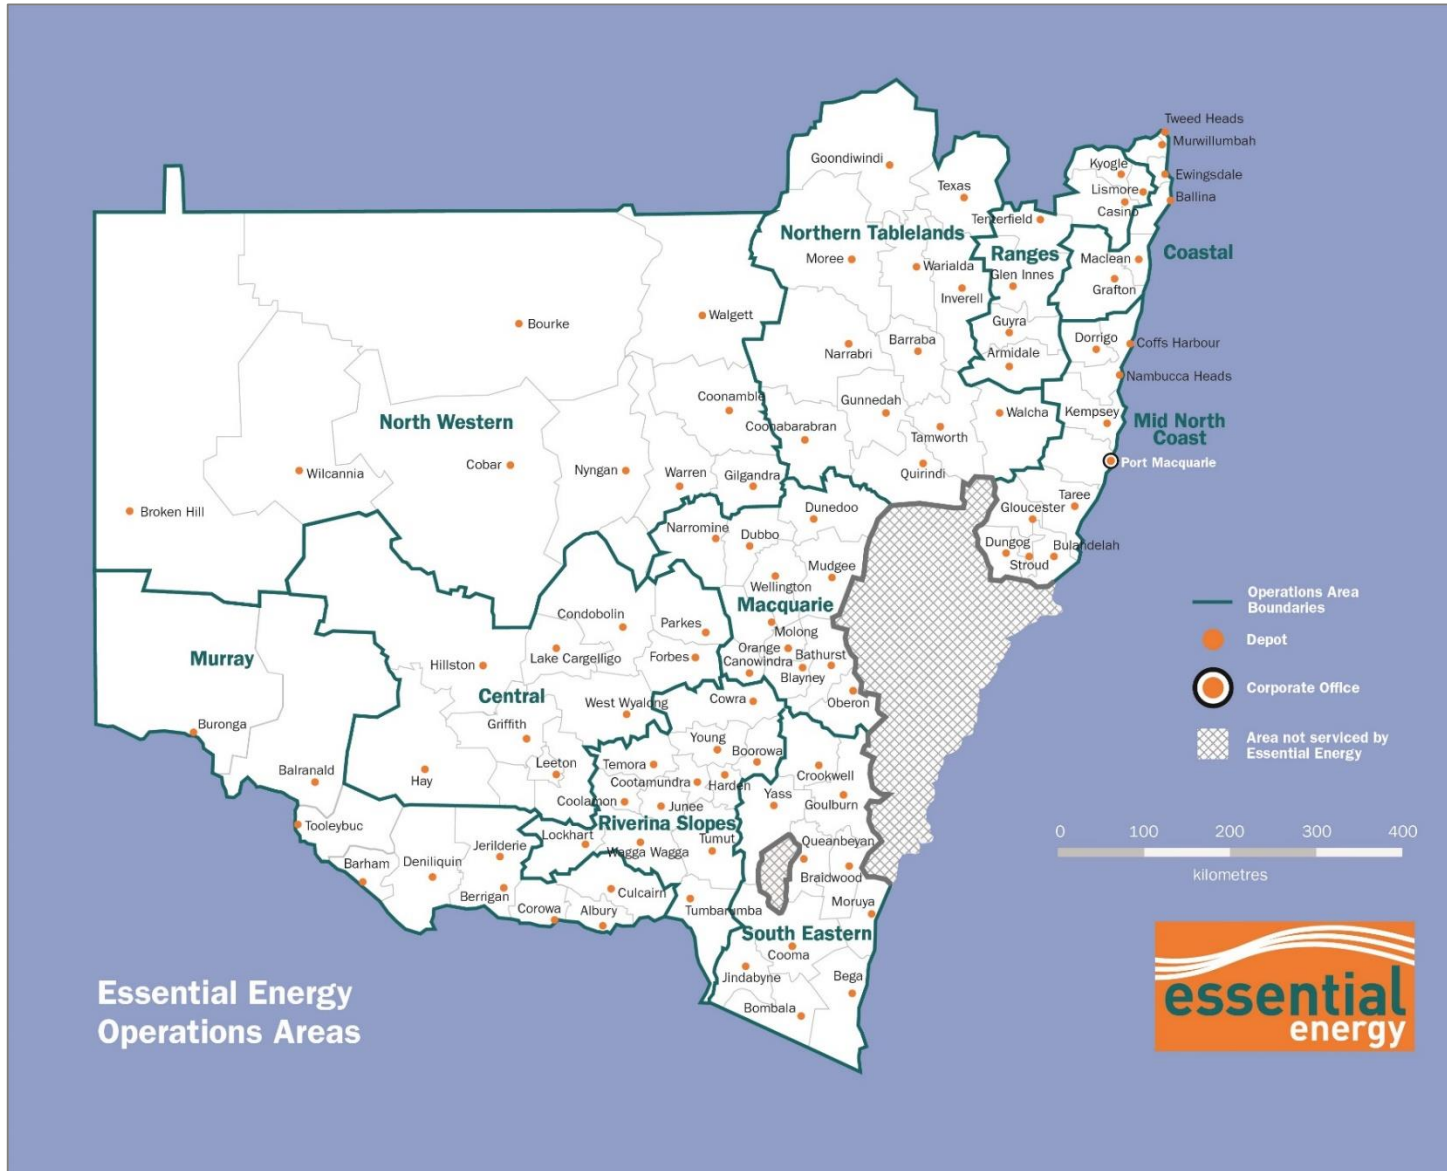 Tweed Heads
Murwillumbah
Goondiwindi
Kyogle
Ewingsdale
Texas
Lismore
Ballina
Casino
Tenterfield
Northern Tablelands
Ranges
Coastal
Moree
Warialda
Maclean
Glen Innes
Grafton
Inverell
Walgett
Bourke
Guyra
Dorrigo
Coffs Harbour
Narrabri
Barraba
Armidale
Nambucca Heads
Coonamble
Gunnedah
Walcha
Kempsey
North Western
Coonabarabran
Mid North
Coast
Tamworth
Wilcannia
Cobar
Nyngan
Warren
Gilgandra
Quirindi
Port Macquarie
Broken Hill
Dunedoo
Taree
Gloucester
Narromine
Dubbo
Dungog
Bulahdelah
Stroud
Mudgee
Wellington
Condobolin
Macquarie
Parkes
Molong
Operations Area
Boundaries
Depot
Murray
Hillston
Lake Cargelligo
Forbes
Orange
Canowindra
Bathurst
Blayney
Central
Corporate Office
West Wyalong
Cowra
Oberon
Buronga
Griffith
Young
Boorowa
Area not serviced by
Essential Energy
Balranald
Hay
Leeton
Temora
Cootamundra
Harden
Crookwell
Yass
Goulburn
Coolamon
Junee
Tooleybuc
Riverina Slopes
Lockhart
Wagga Wagga
Tumut
Queanbeyan
0 100 200 300 400
kilometres
Barham
Deniliquin
Jerilderie
Braidwood
Berrigan
Culcairn
Moruya
Corowa
Albury
Tumbarumba
South Eastern
Cooma
Jindabyne
Bega
Bombala
Essential Energy
Operations Areas
essential
energy